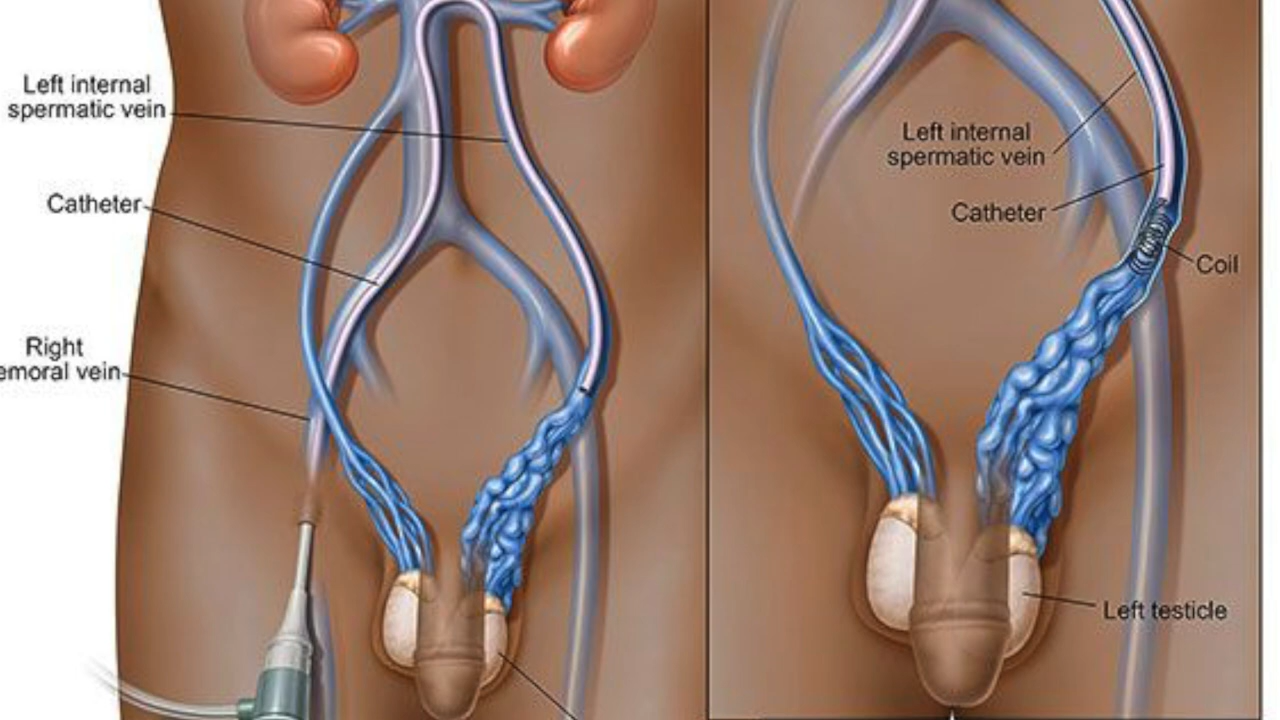 Left internal
spermatic vein
Catheter
Right
emoral vein
Left internal
spermatic vein
Catheter
Coil
Left testicle